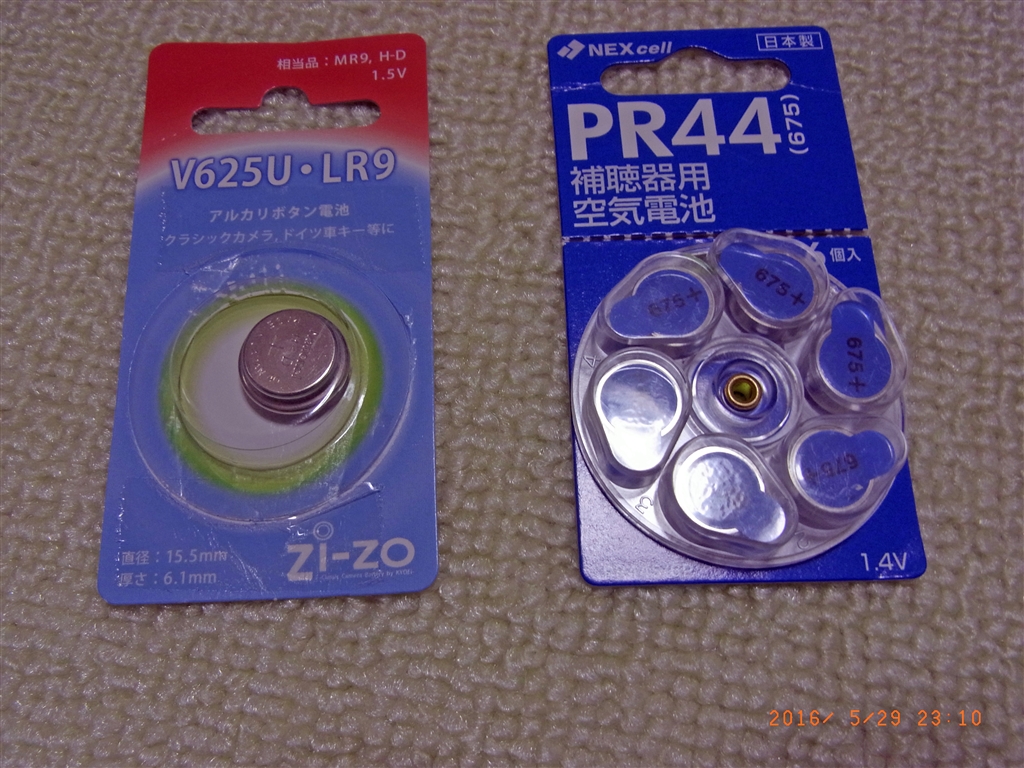 相当品：MR9, H-D
1.5V
V625U・LR9
アルカリボタン電池
クラシックカメラ,ドイツ車キー等に
直径：15.5mm
厚さ：6.1mm
Zi-ZO
NEXcell
日本製
PR44
(675)
補聴器用
空気電池
6個入
675+
675+
675+
675+
1.4V
2016/ 5/29 23:10